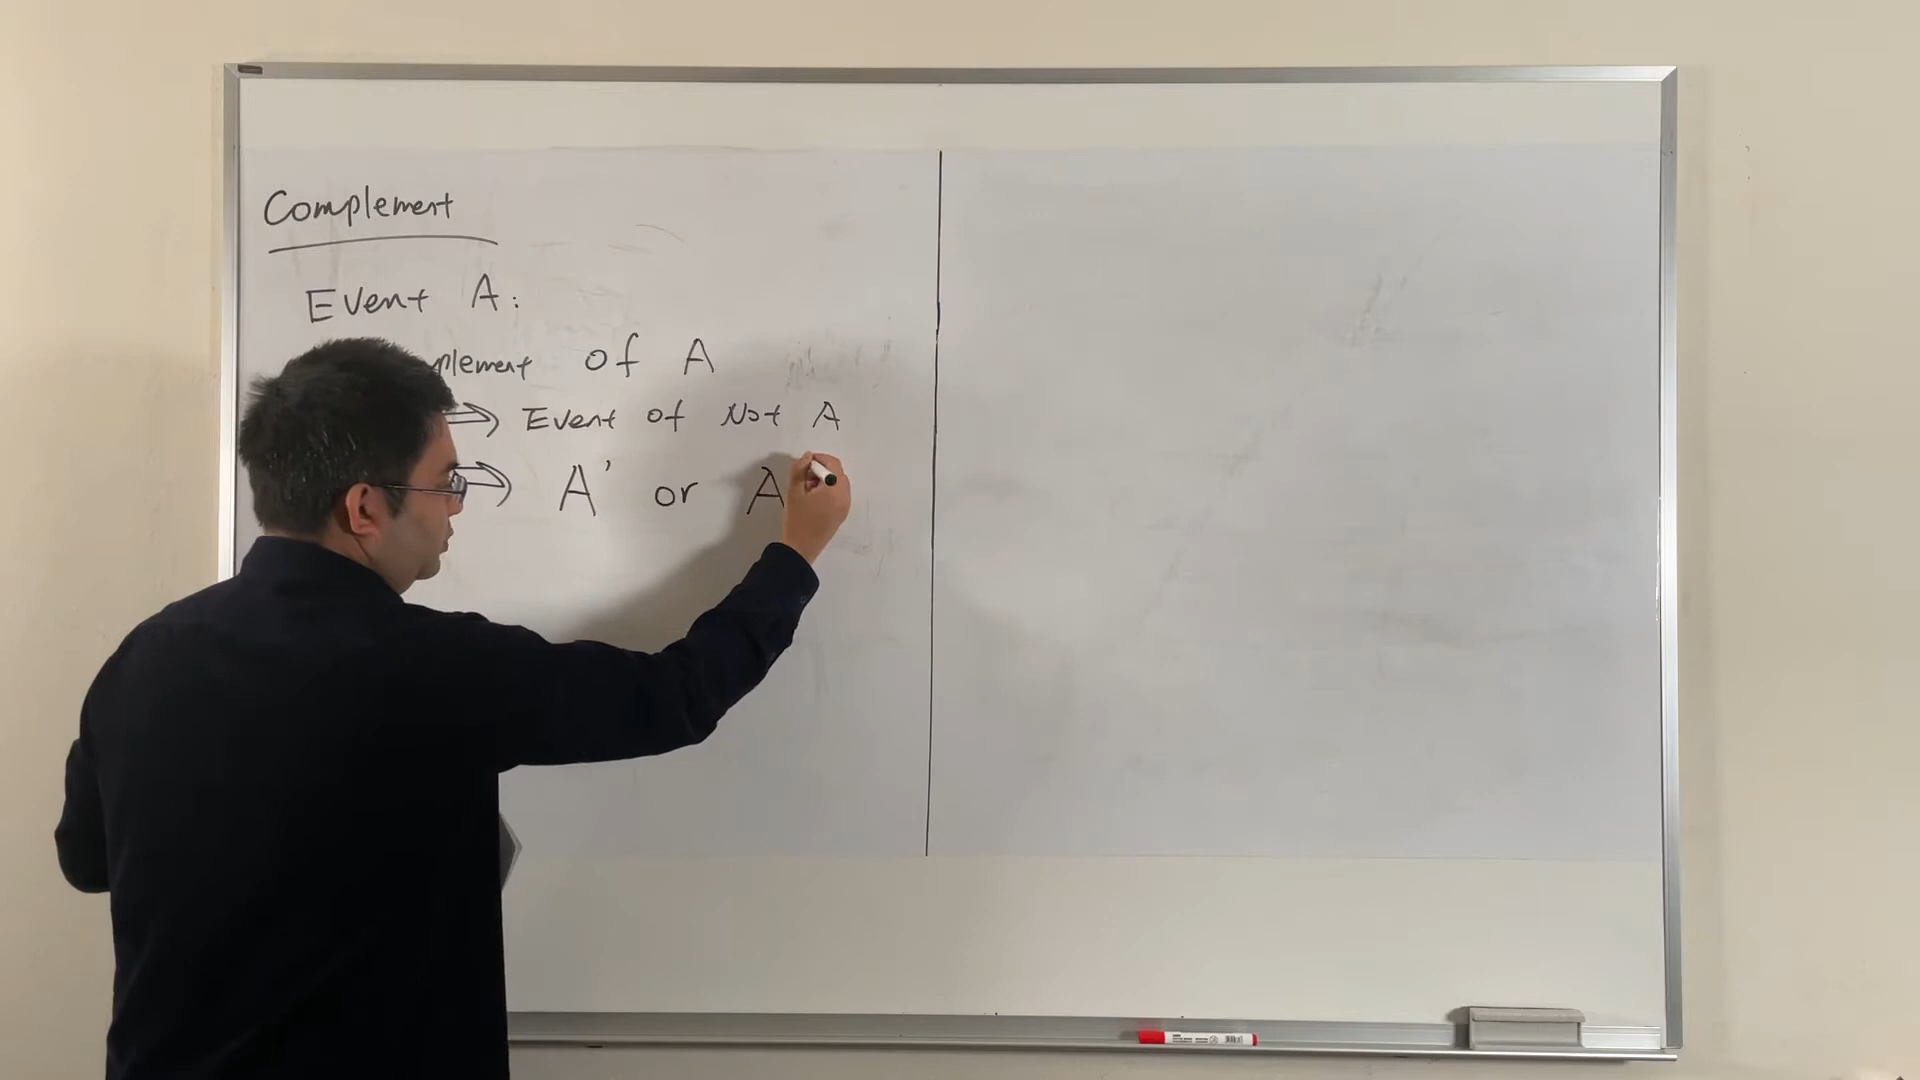 Complement
Event A:
plement of A
⇒ Event of Not A
⇒ A' or A